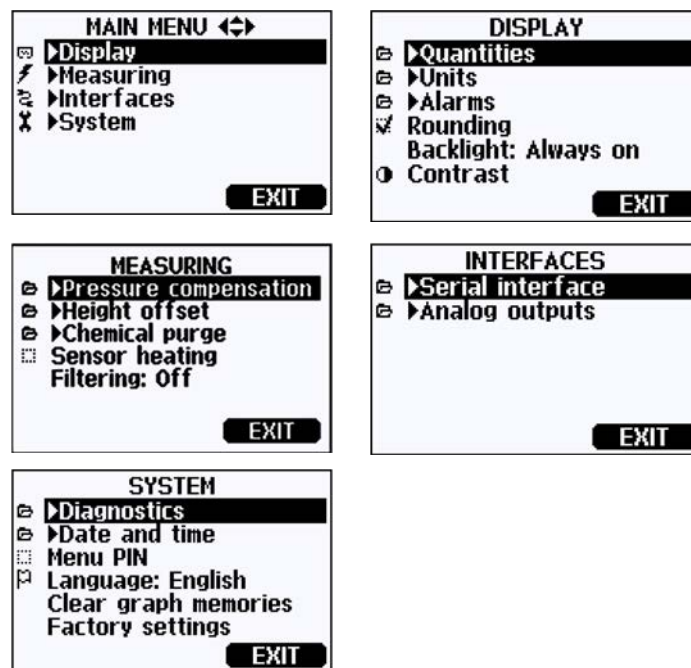 MAIN MENU
Display
Measuring
Interfaces
System
EXIT
DISPLAY
Quantities
Units
Alarms
Rounding
Backlight: Always on
Contrast
EXIT
MEASURING
Pressure compensation
Height offset
Chemical purge
Sensor heating
Filtering: Off
EXIT
INTERFACES
Serial interface
Analog outputs
EXIT
SYSTEM
Diagnostics
Date and time
Menu PIN
Language: English
Clear graph memories
Factory settings
EXIT